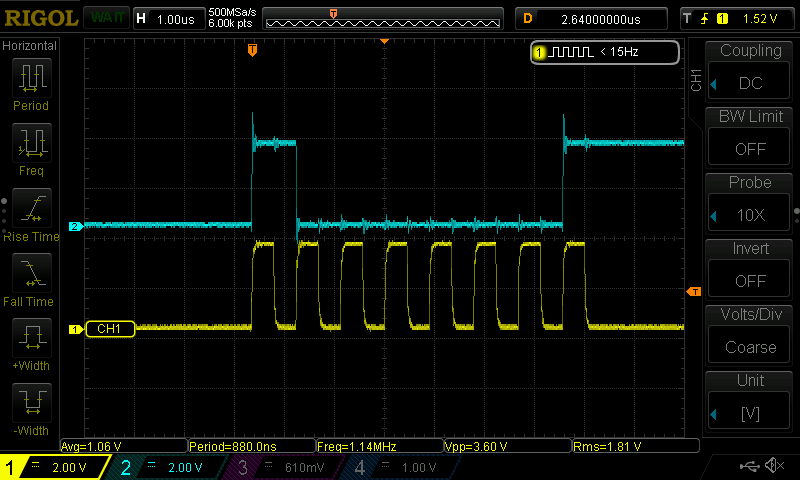 RIGOL WAIT H 1.00us 500MSa/s 6.00k pts T D 2.64000000us T 1 1.52 V
Horizontal
Period
Freq
Rise Time
Fall Time
+Width
-Width
T
1 < 15Hz
2
1 CH1
T
CH1
Coupling
DC
BW Limit
OFF
Probe
10X
Invert
OFF
Volts/Div
Coarse
Unit
[V]
Avg=1.06 V Period=880.0ns Freq=1.14MHz Vpp=3.60 V Rms=1.81 V
1 2.00 V 2 2.00 V 3 610mV 4 1.00 V